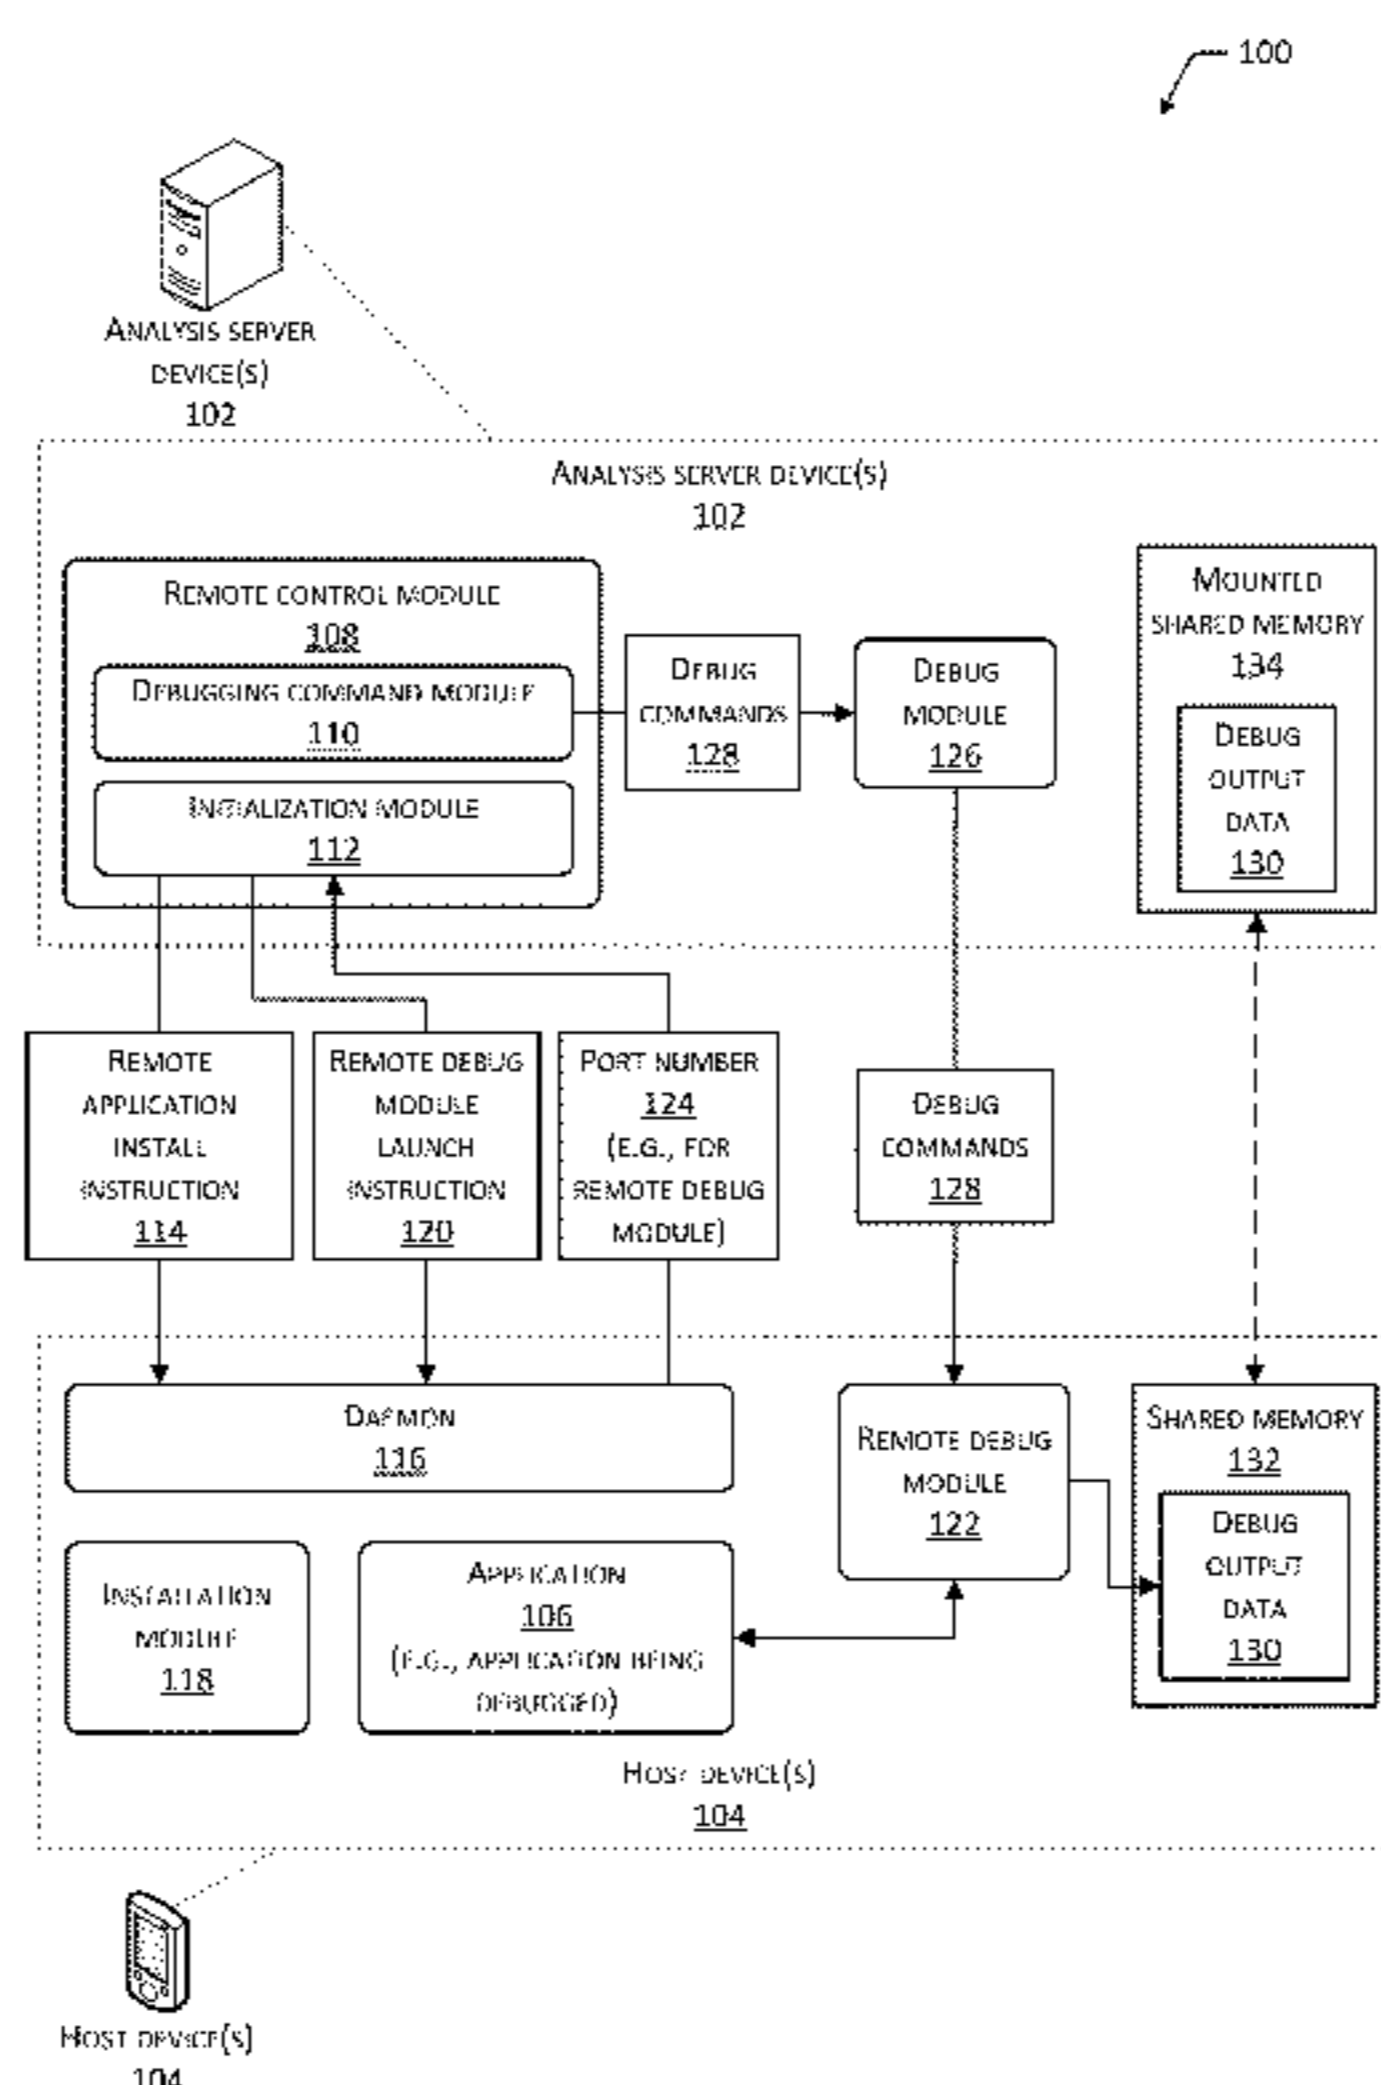 100
Analysis server
device(s)
102
Analysis server device(s)
102
Remote control module
108
Debugging command module
110
Initialization module
112
Debug
commands
128
Debug
module
126
Mounted
shared memory
134
Debug
output
data
130
Remote
application
install
instruction
114
Remote debug
module
launch
instruction
120
Port number
124
(e.g., for
remote debug
module)
Debug
commands
128
Daemon
116
Remote debug
module
122
Shared memory
132
Debug
output
data
130
Installation
module
118
Application
106
(e.g., application being
debugged)
Host device(s)
104
Host device(s)
104